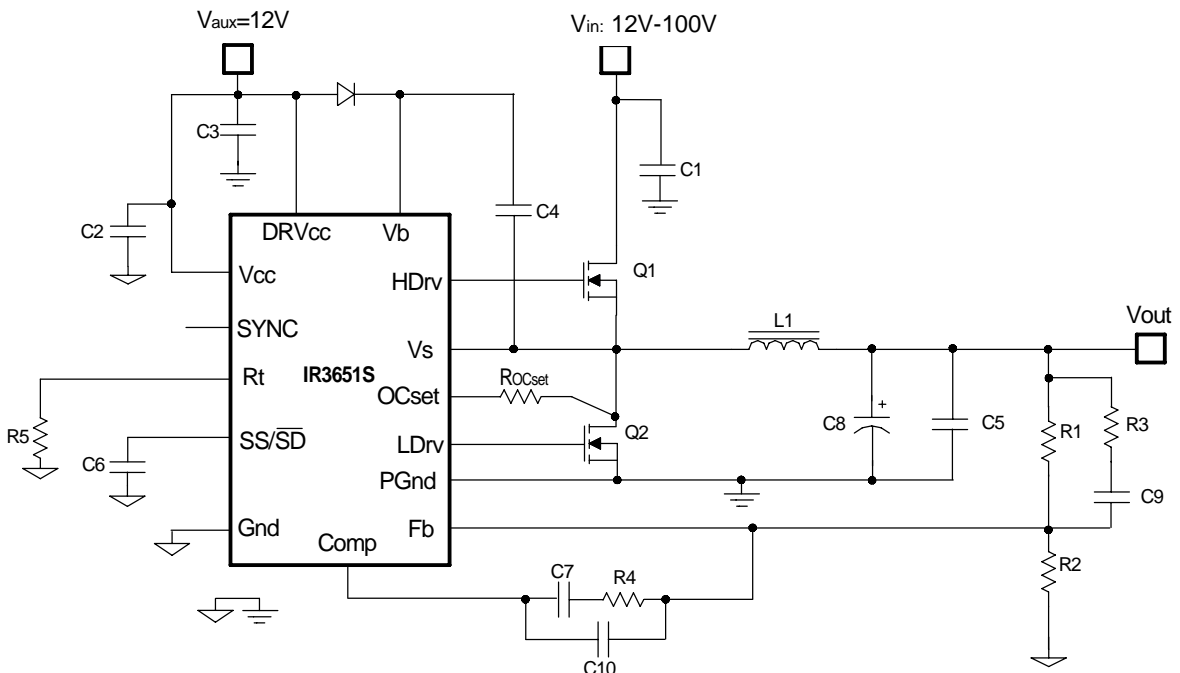 Vaux=12V
Vin: 12V-100V
C3
C1
C2
C4
DRVcc
Vb
Vcc
HDrv
Q1
SYNC
Vs
L1
Vout
Rt
IR3651S
OCset
ROCset
R5
C6
SS/SD
LDrv
Q2
C8
+
C5
R1
R3
PGnd
C9
Gnd
Comp
Fb
R2
C7
R4
C10